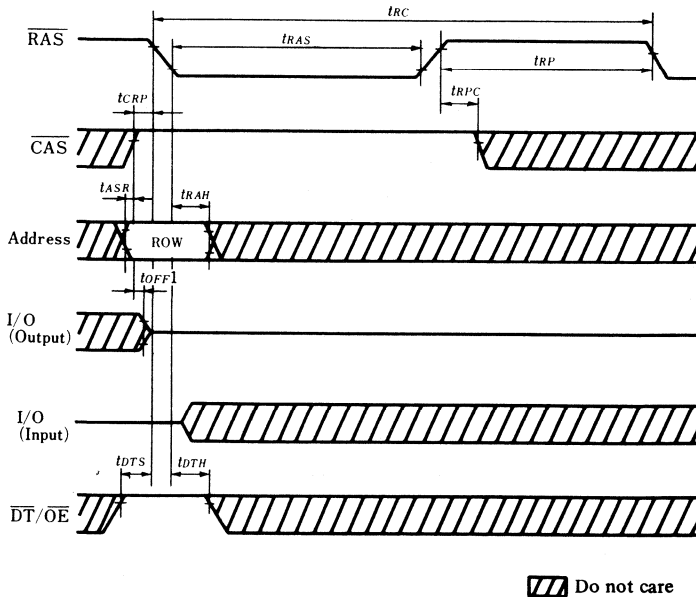 tRC
RAS
tRAS
tRP
tCRP
tRPC
CAS
tASR
tRAH
Address
ROW
tOFF1
I/O
(Output)
I/O
(Input)
tDTS
tDTH
DT/OE
Do not care